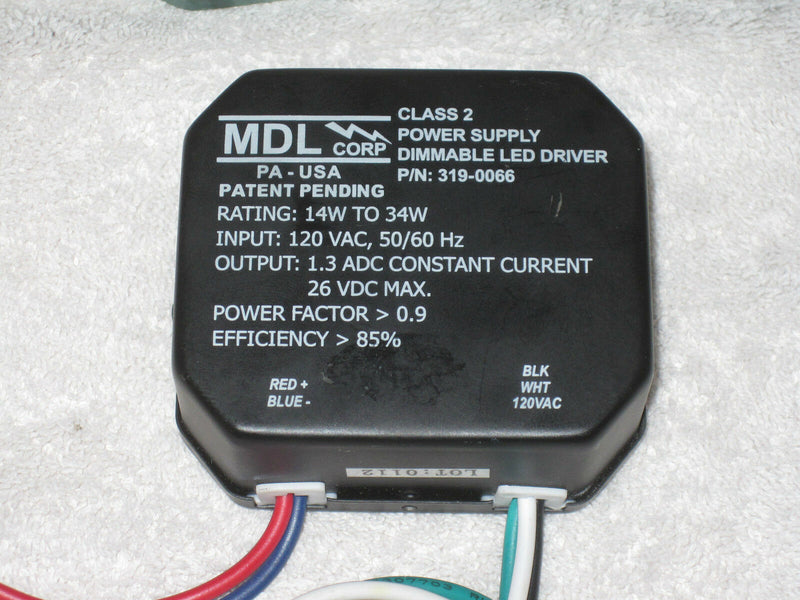 MDL CORP
PA - USA
PATENT PENDING
CLASS 2
POWER SUPPLY
DIMMABLE LED DRIVER
P/N: 319-0066
RATING: 14W TO 34W
INPUT: 120 VAC, 50/60 Hz
OUTPUT: 1.3 ADC CONSTANT CURRENT
26 VDC MAX.
POWER FACTOR > 0.9
EFFICIENCY > 85%
RED +
BLUE -
BLK
WHT
120VAC
LOT:0112